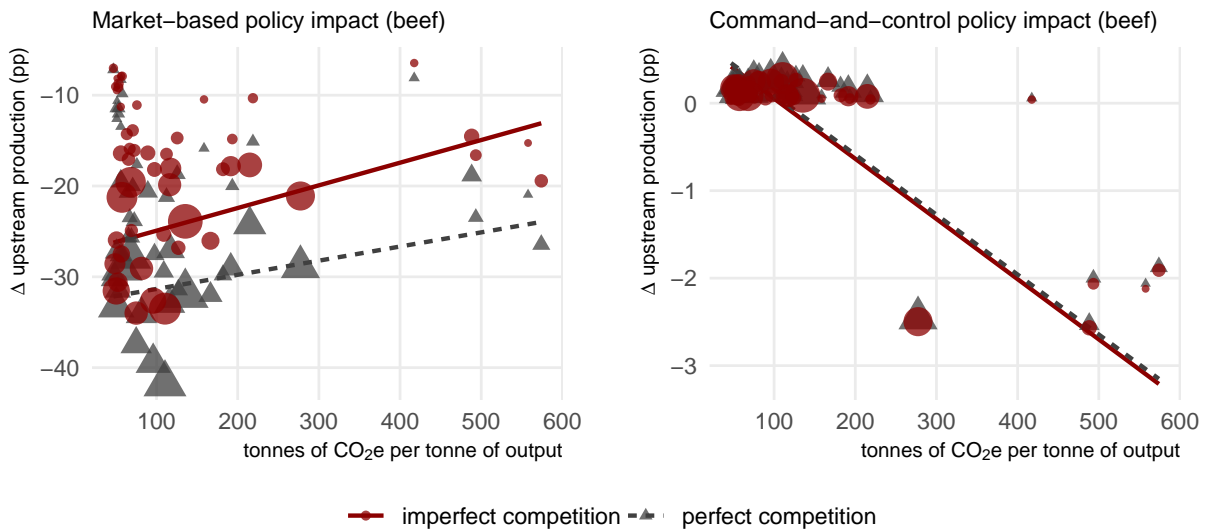 Market−based policy impact (beef)
Δ upstream production (pp)
−10
−20
−30
−40
100 200 300 400 500 600
tonnes of CO₂e per tonne of output
Command−and−control policy impact (beef)
Δ upstream production (pp)
0
−1
−2
−3
100 200 300 400 500 600
tonnes of CO₂e per tonne of output
imperfect competition perfect competition